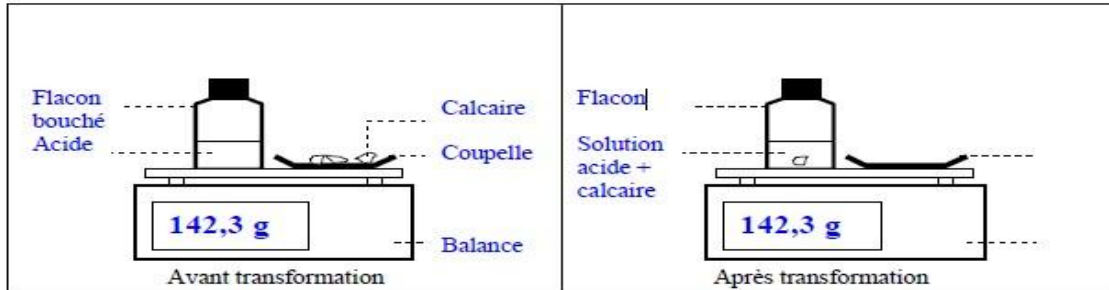 Flacon
bouché
Acide
Calcaire
Coupelle
142,3 g
Balance
Avant transformation
Flacon
Solution
acide +
calcaire
142,3 g
Après transformation